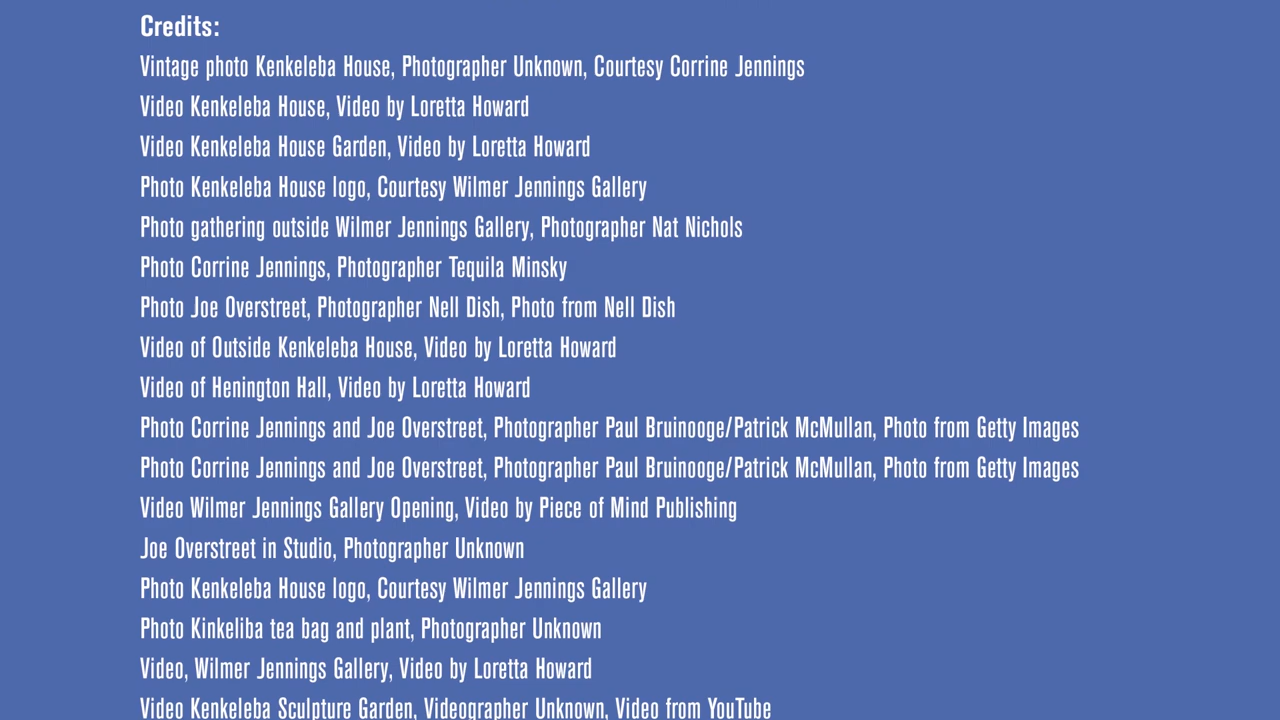 Credits:
Vintage photo Kenkeleba House, Photographer Unknown, Courtesy Corrine Jennings
Video Kenkeleba House, Video by Loretta Howard
Video Kenkeleba House Garden, Video by Loretta Howard
Photo Kenkeleba House logo, Courtesy Wilmer Jennings Gallery
Photo gathering outside Wilmer Jennings Gallery, Photographer Nat Nichols
Photo Corrine Jennings, Photographer Tequila Minsky
Photo Joe Overstreet, Photographer Nell Dish, Photo from Nell Dish
Video of Outside Kenkeleba House, Video by Loretta Howard
Video of Henington Hall, Video by Loretta Howard
Photo Corrine Jennings and Joe Overstreet, Photographer Paul Bruinooge/Patrick McMullan, Photo from Getty Images
Photo Corrine Jennings and Joe Overstreet, Photographer Paul Bruinooge/Patrick McMullan, Photo from Getty Images
Video Wilmer Jennings Gallery Opening, Video by Piece of Mind Publishing
Joe Overstreet in Studio, Photographer Unknown
Photo Kenkeleba House logo, Courtesy Wilmer Jennings Gallery
Photo Kinkeliba tea bag and plant, Photographer Unknown
Video, Wilmer Jennings Gallery, Video by Loretta Howard
Video Kenkeleba Sculpture Garden, Videographer Unknown, Video from YouTube